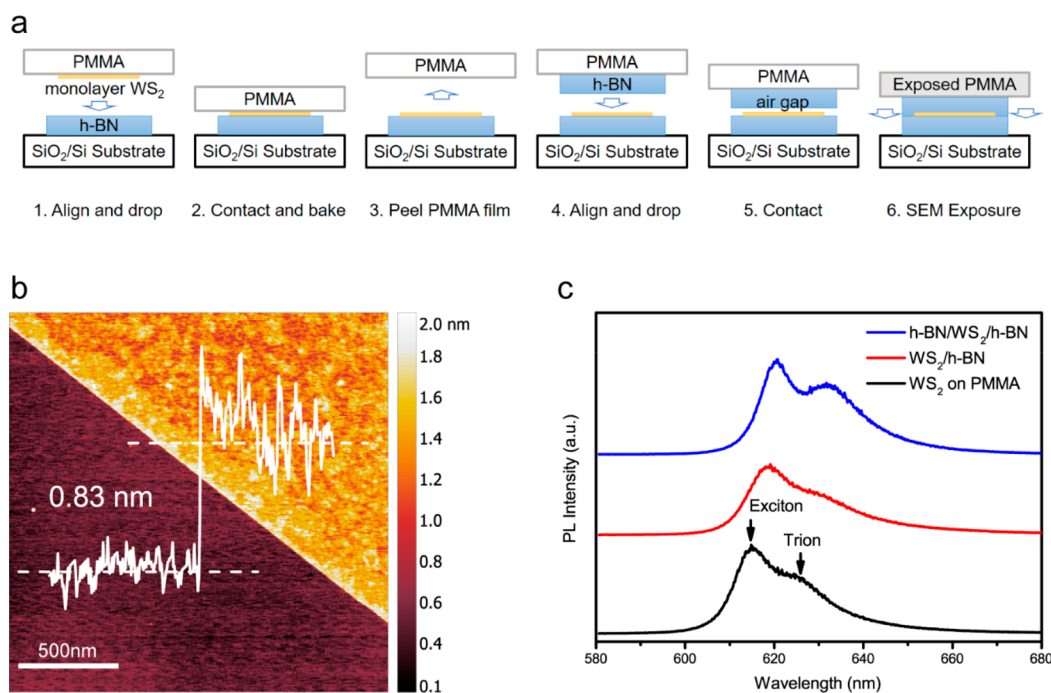 a
PMMA
monolayer WS₂
h-BN
SiO₂/Si Substrate
1. Align and drop
PMMA
SiO₂/Si Substrate
2. Contact and bake
PMMA
SiO₂/Si Substrate
3. Peel PMMA film
PMMA
h-BN
SiO₂/Si Substrate
4. Align and drop
PMMA
air gap
SiO₂/Si Substrate
5. Contact
Exposed PMMA
SiO₂/Si Substrate
6. SEM Exposure
b
0.83 nm
500nm
2.0 nm
1.8
1.6
1.4
1.2
1.0
0.8
0.6
0.4
0.1
c
h-BN/WS₂/h-BN
WS₂/h-BN
WS₂ on PMMA
Exciton
Trion
PL Intensity (a.u.)
580 600 620 640 660 680
Wavelength (nm)